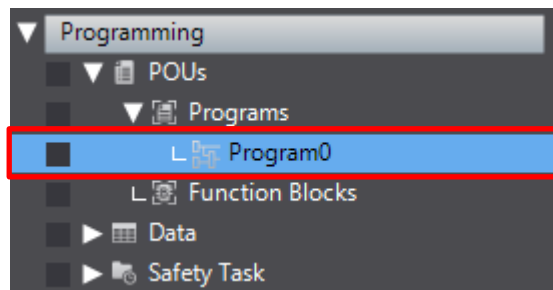 Programming
POUs
Programs
Program0
Function Blocks
Data
Safety Task